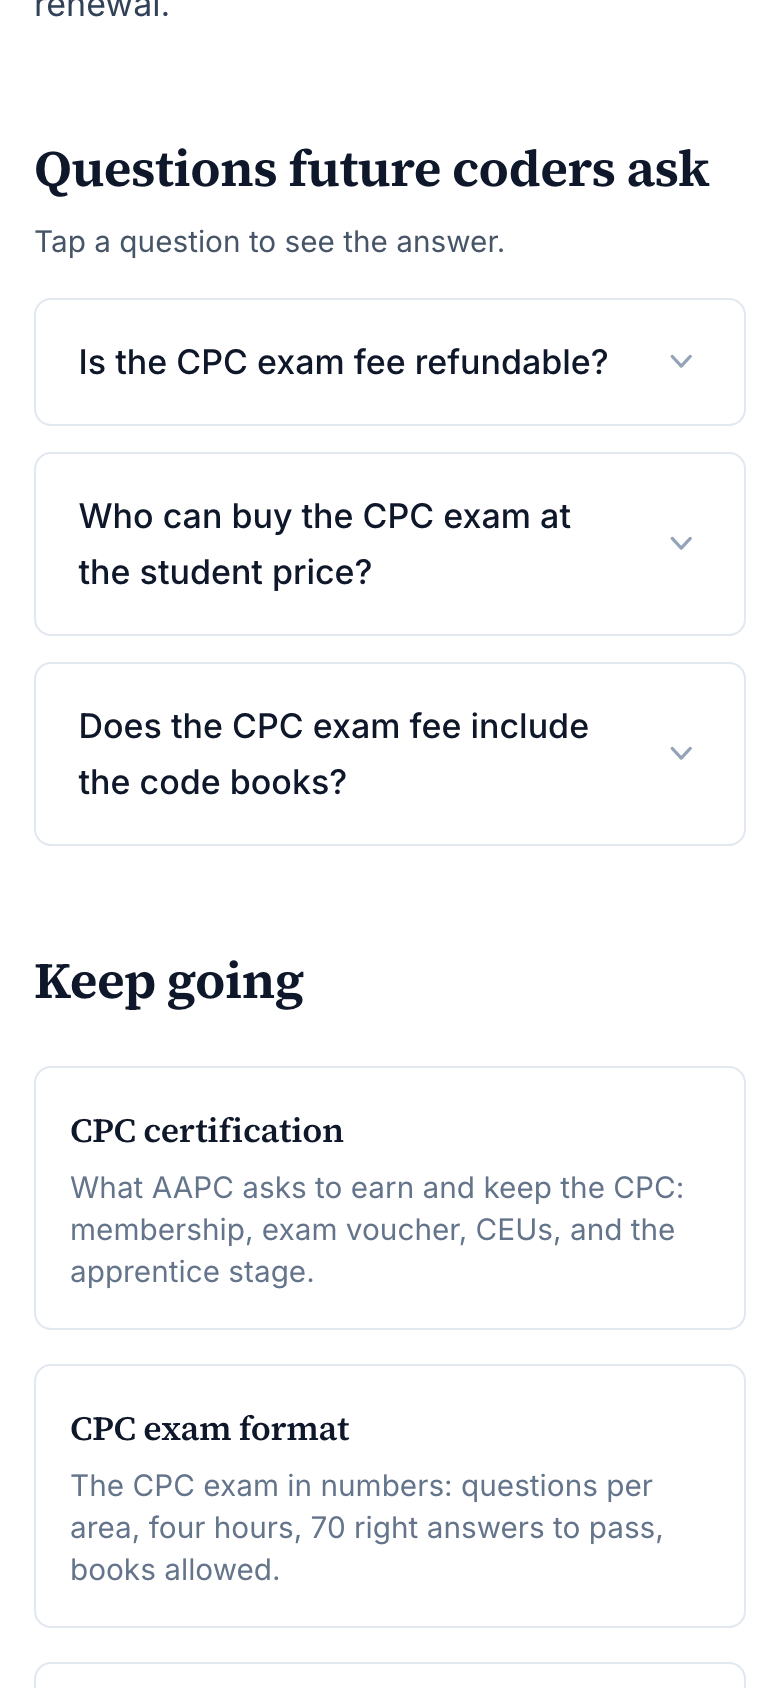 renewal.
Questions future coders ask
Tap a question to see the answer.
Is the CPC exam fee refundable?
Who can buy the CPC exam at
the student price?
Does the CPC exam fee include
the code books?
Keep going
CPC certification
What AAPC asks to earn and keep the CPC:
membership, exam voucher, CEUs, and the
apprentice stage.
CPC exam format
The CPC exam in numbers: questions per
area, four hours, 70 right answers to pass,
books allowed.